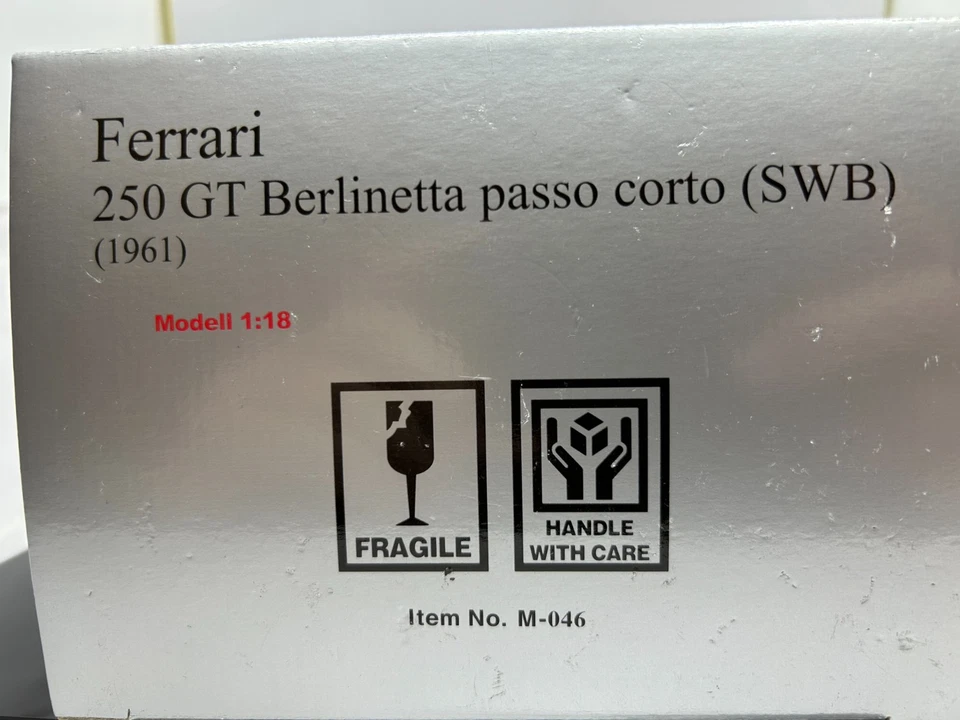 Ferrari
250 GT Berlinetta passo corto (SWB)
(1961)
Modell 1:18
FRAGILE
HANDLE
WITH CARE
Item No. M-046